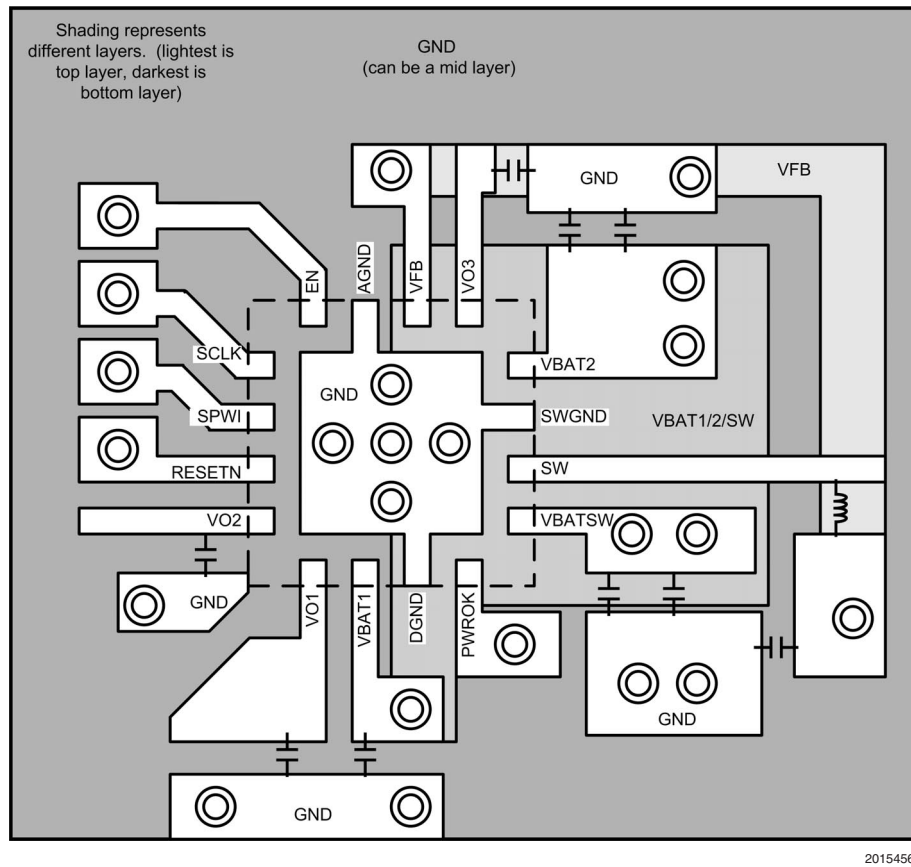 Shading represents
different layers. (lightest is
top layer, darkest is
bottom layer)
GND
(can be a mid layer)
GND
VFB
EN
AGND
VFB
VO3
SCLK
VBAT2
GND
SPWI
SWGND
VBAT1/2/SW
RESETN
SW
VO2
VBATSW
GND
VO1
VBAT1
DGND
PWROK
GND
GND